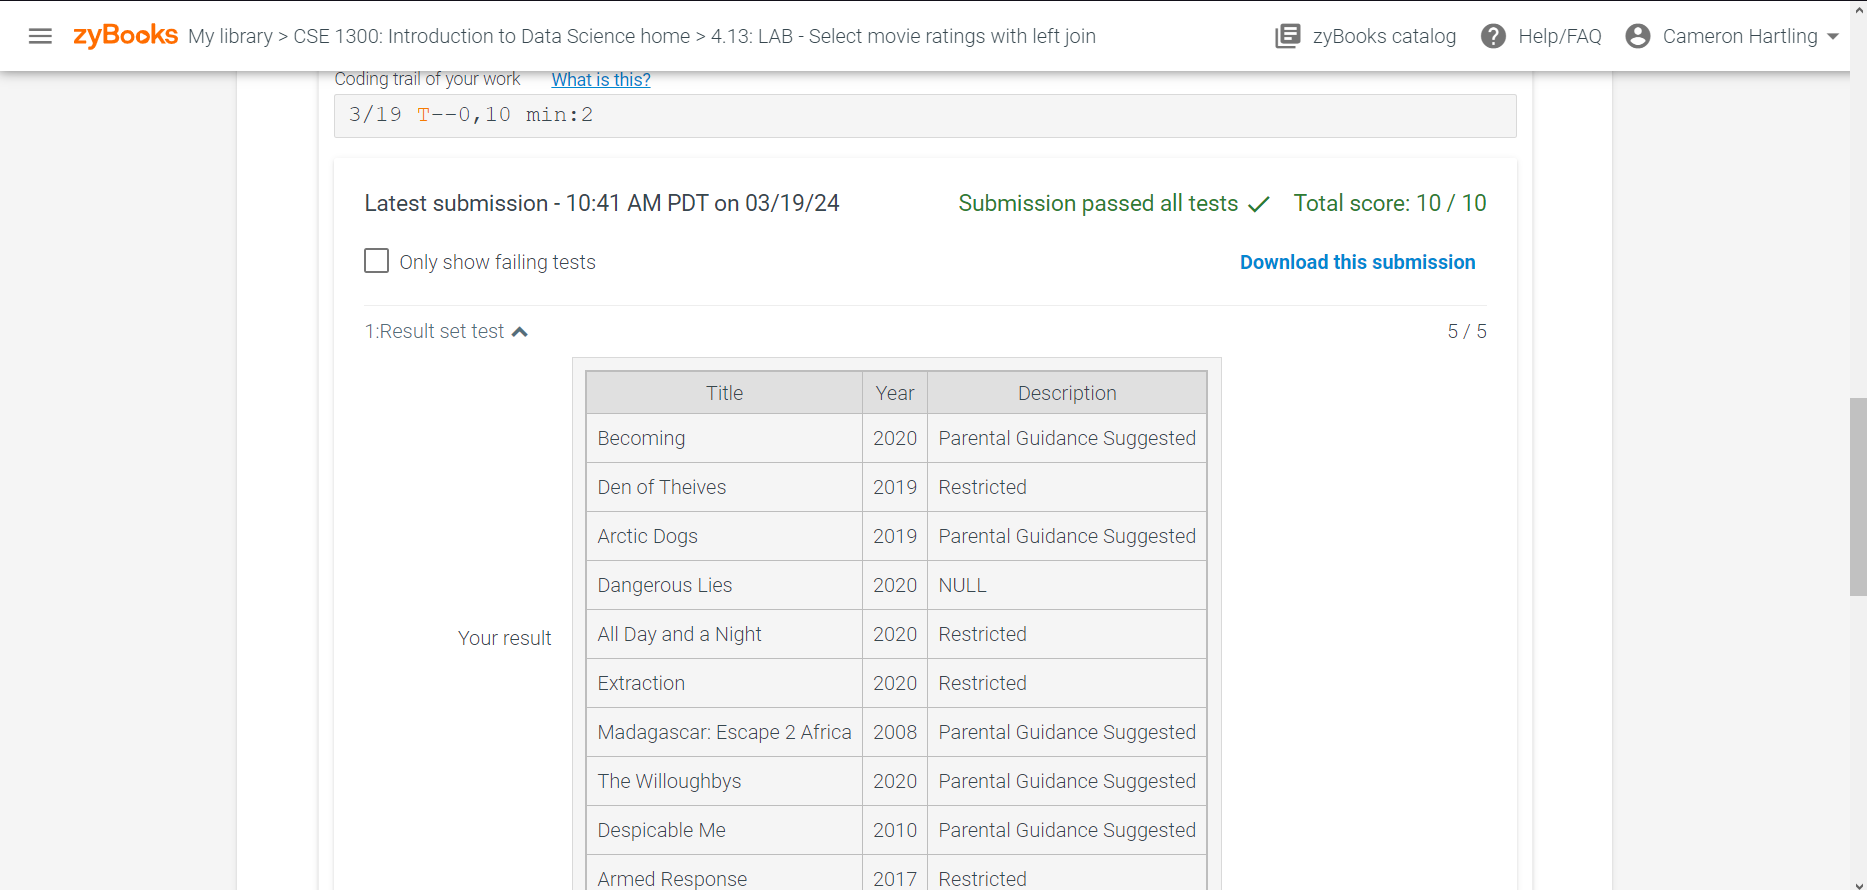 zyBooks My library > CSE 1300: Introduction to Data Science home > 4.13: LAB - Select movie ratings with left join zyBooks catalog Help/FAQ Cameron Hartling
Coding trail of your work What is this?
3/19 T--0,10 min:2
Latest submission - 10:41 AM PDT on 03/19/24 Submission passed all tests Total score: 10 / 10
Only show failing tests Download this submission
1:Result set test 5 / 5
Title Year Description
Becoming 2020 Parental Guidance Suggested
Den of Theives 2019 Restricted
Arctic Dogs 2019 Parental Guidance Suggested
Dangerous Lies 2020 NULL
Your result
All Day and a Night 2020 Restricted
Extraction 2020 Restricted
Madagascar: Escape 2 Africa 2008 Parental Guidance Suggested
The Willoughbys 2020 Parental Guidance Suggested
Despicable Me 2010 Parental Guidance Suggested
Armed Response 2017 Restricted